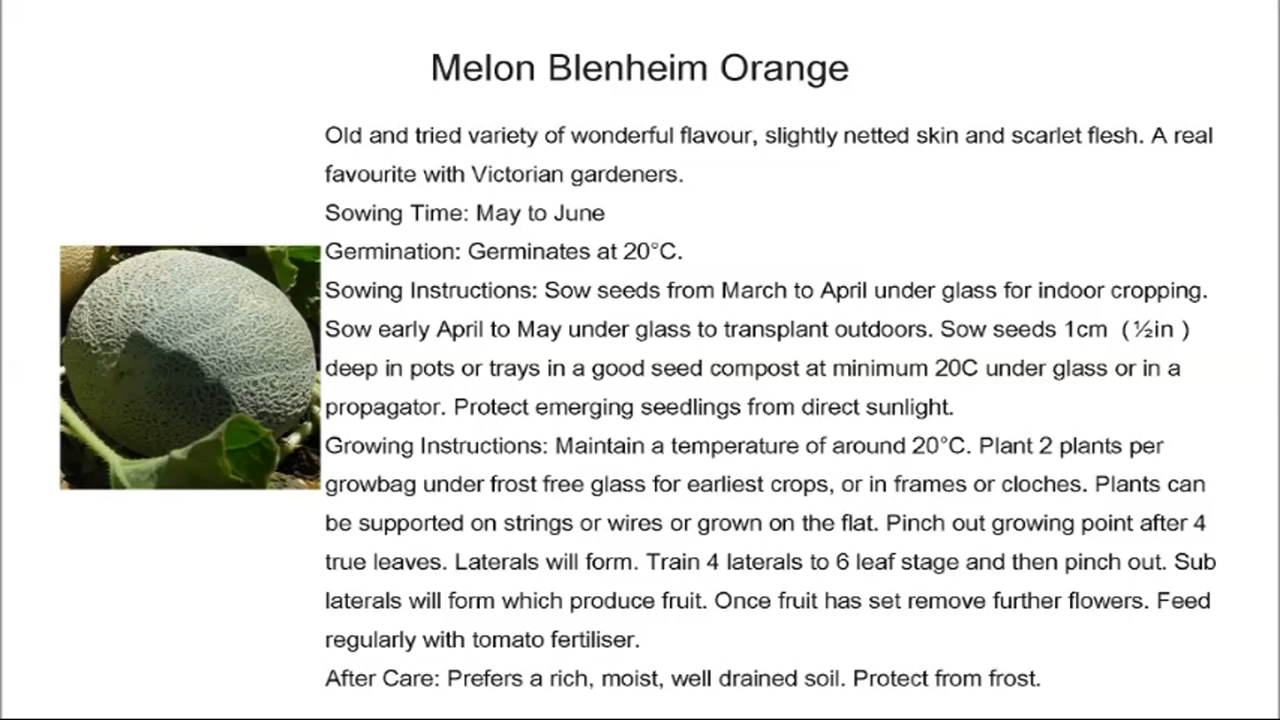 Melon Blenheim Orange
Old and tried variety of wonderful flavour, slightly netted skin and scarlet flesh. A real
favourite with Victorian gardeners.
Sowing Time: May to June
Germination: Germinates at 20°C.
Sowing Instructions: Sow seeds from March to April under glass for indoor cropping.
Sow early April to May under glass to transplant outdoors. Sow seeds 1cm ( ½in )
deep in pots or trays in a good seed compost at minimum 20C under glass or in a
propagator. Protect emerging seedlings from direct sunlight.
Growing Instructions: Maintain a temperature of around 20°C. Plant 2 plants per
growbag under frost free glass for earliest crops, or in frames or cloches. Plants can
be supported on strings or wires or grown on the flat. Pinch out growing point after 4
true leaves. Laterals will form. Train 4 laterals to 6 leaf stage and then pinch out. Sub
laterals will form which produce fruit. Once fruit has set remove further flowers. Feed
regularly with tomato fertiliser.
After Care: Prefers a rich, moist, well drained soil. Protect from frost.